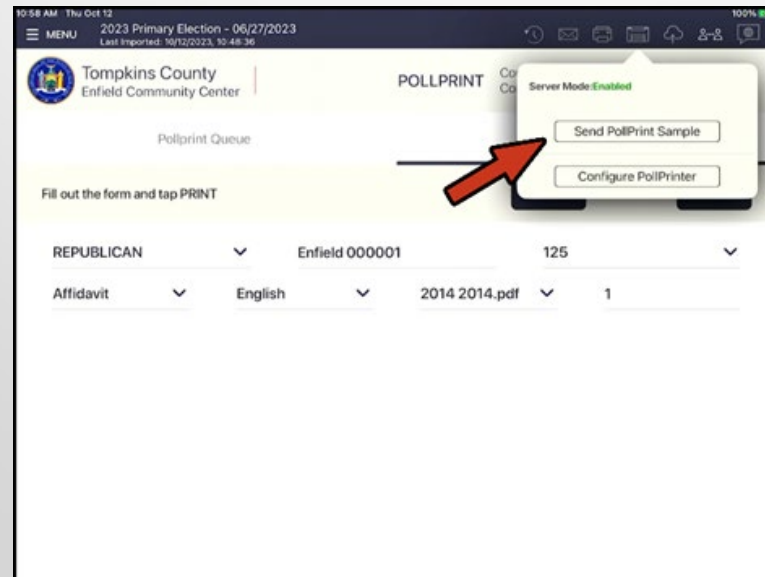 10:58 AM Thu Oct 12
100%
MENU
2023 Primary Election - 06/27/2023
Last Imported: 10/12/2023, 10:48:36
Tompkins County
Enfield Community Center
POLLPRINT
Co
Co
Server Mode:Enabled
Send PollPrint Sample
Configure PollPrinter
Pollprint Queue
Fill out the form and tap PRINT
REPUBLICAN
Enfield 000001
125
Affidavit
English
2014 2014.pdf
1